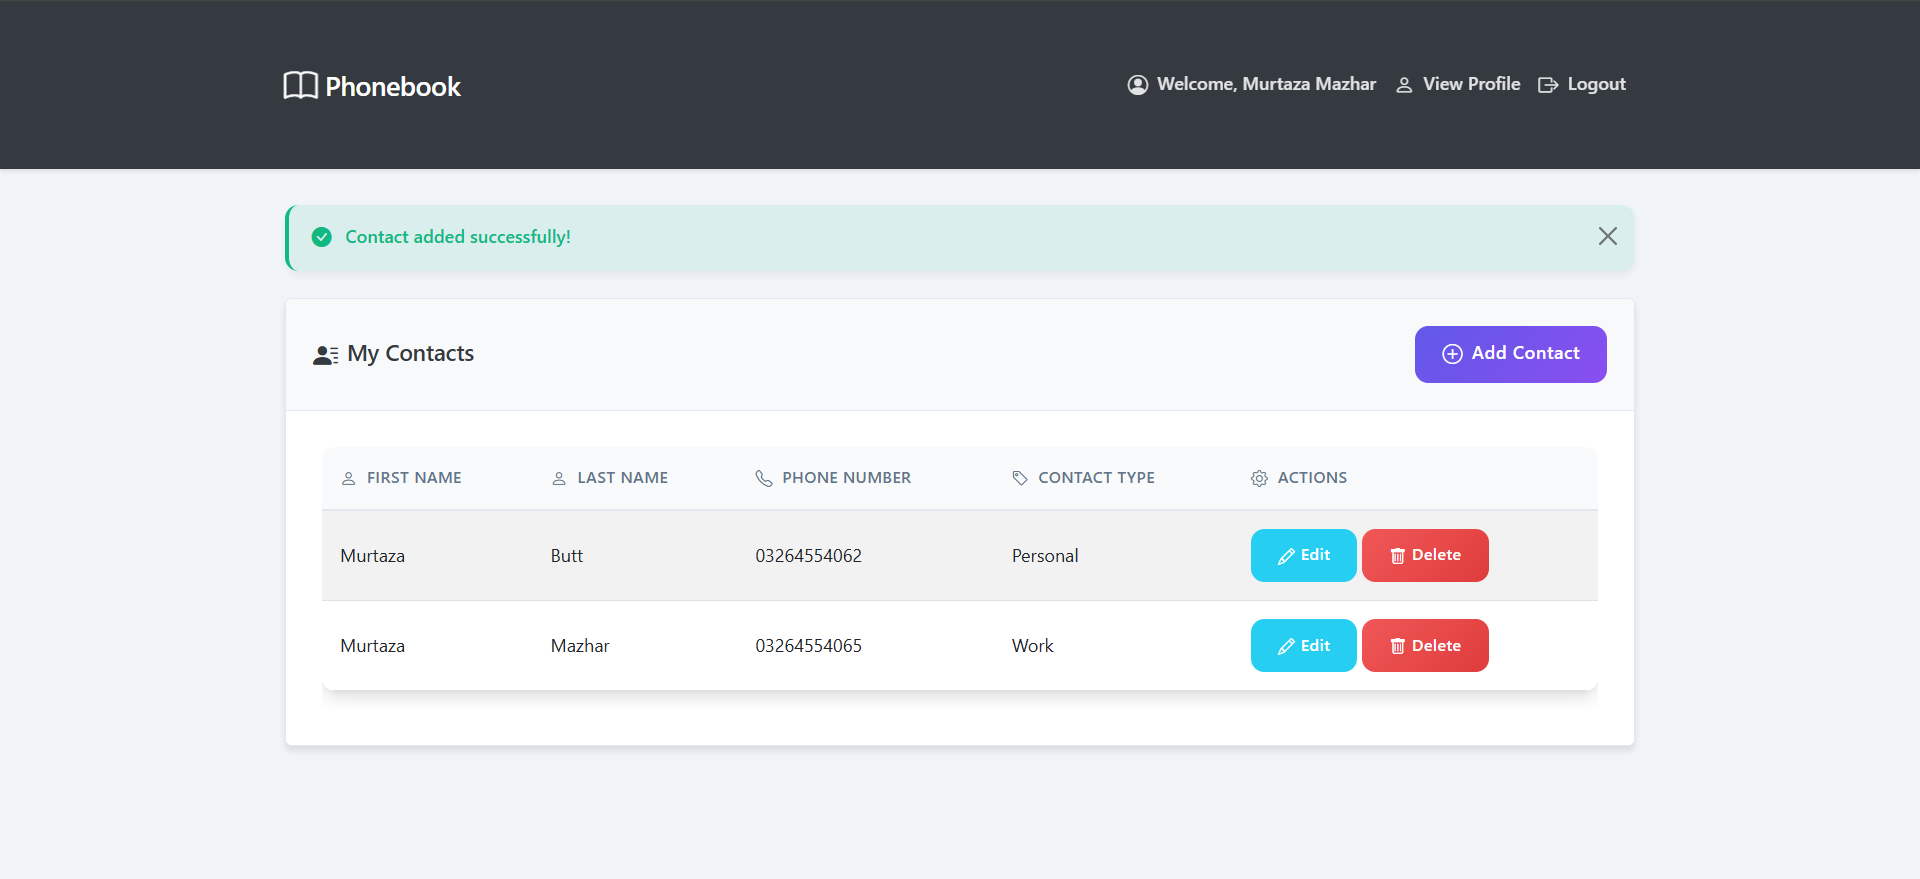 Phonebook
Welcome, Murtaza Mazhar View Profile Logout
Contact added successfully!
My Contacts
Add Contact
FIRST NAME LAST NAME PHONE NUMBER CONTACT TYPE ACTIONS
Murtaza Butt 03264554062 Personal Edit Delete
Murtaza Mazhar 03264554065 Work Edit Delete